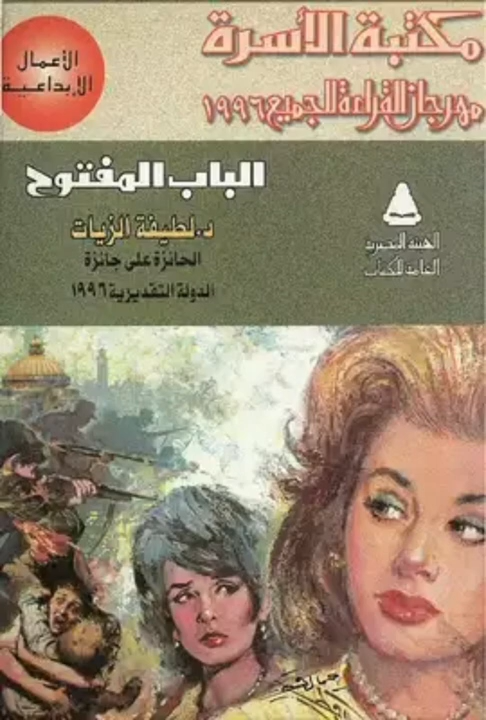 مكتبة الأسرة
مهرجان القراءة للجميع ١٩٩٦
الأعمال
الإبداعية
الباب المفتوح
د. لطيفة الزيات
الحائزة على جائزة
الدولة التقديرية ١٩٩٦
الهيئة المصرية
العامة للكتاب